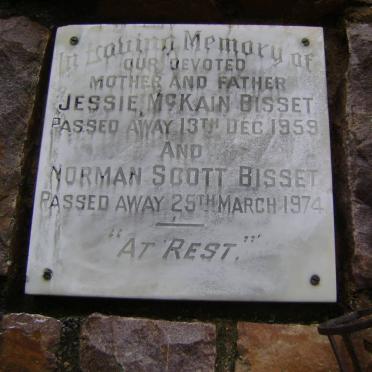 In Loving Memory of
OUR DEVOTED
MOTHER AND FATHER
JESSIE MCKAIN BISSET
PASSED AWAY 13TH DEC 1959
AND
NORMAN SCOTT BISSET
PASSED AWAY 25TH MARCH 1974
"AT REST."